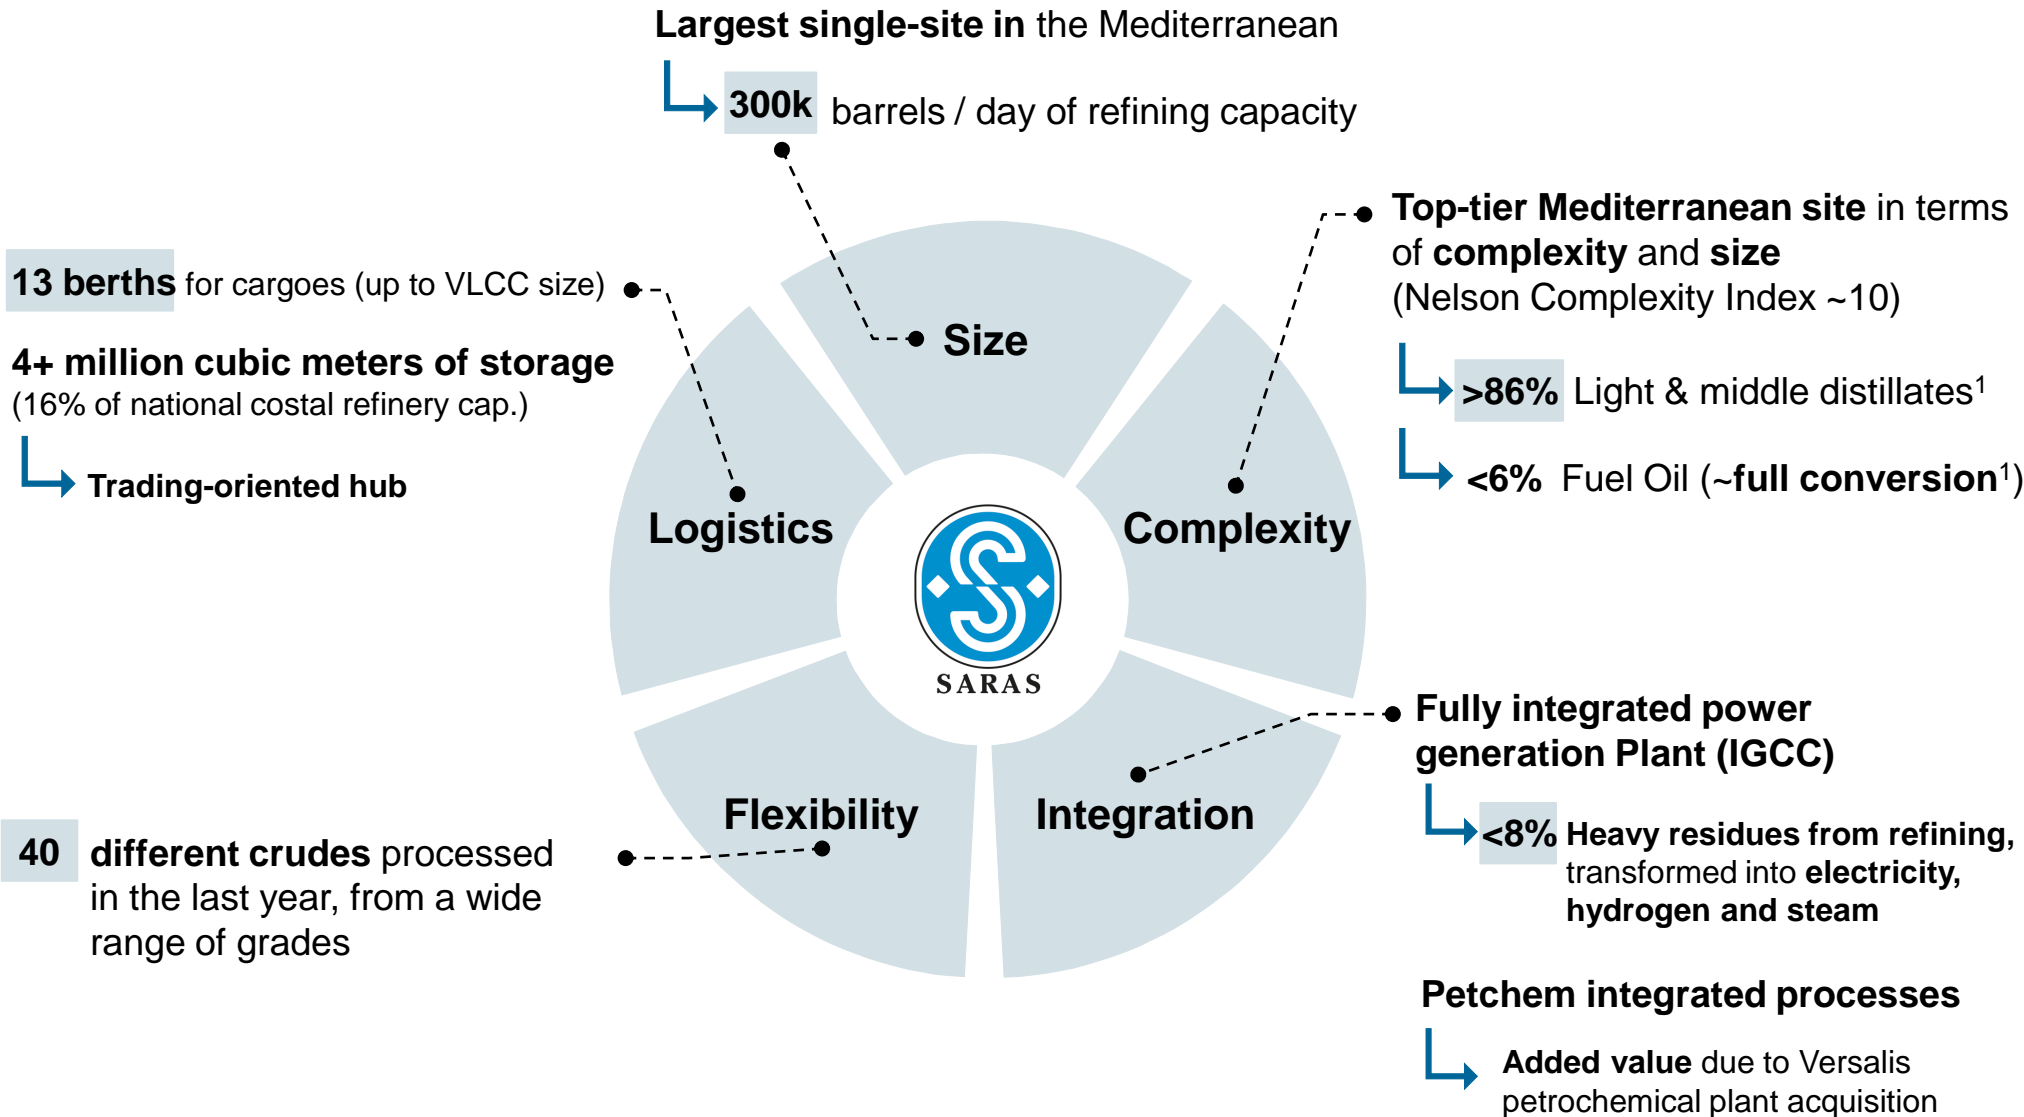 Largest single-site in the Mediterranean
300k barrels / day of refining capacity
13 berths for cargoes (up to VLCC size)
4+ million cubic meters of storage
(16% of national costal refinery cap.)
Trading-oriented hub
Top-tier Mediterranean site in terms
of complexity and size
(Nelson Complexity Index ~10)
>86% Light & middle distillates¹
<6% Fuel Oil (~full conversion¹)
Size
Logistics
Complexity
SARAS
Flexibility
Integration
40 different crudes processed
in the last year, from a wide
range of grades
Fully integrated power
generation Plant (IGCC)
<8% Heavy residues from refining,
transformed into electricity,
hydrogen and steam
Petchem integrated processes
Added value due to Versalis
petrochemical plant acquisition